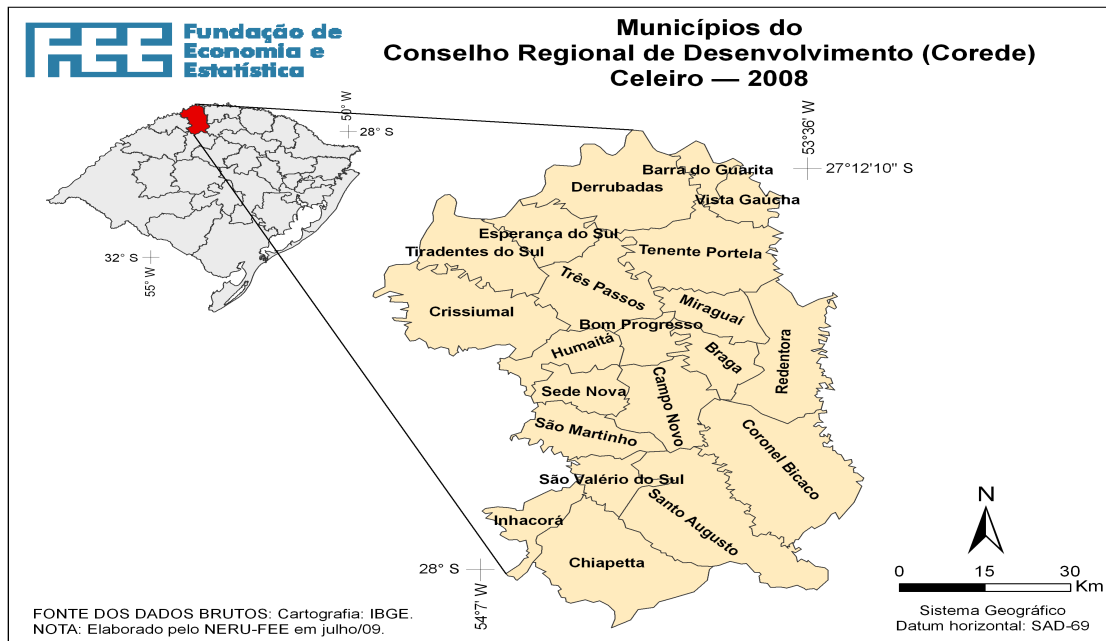 FEE
Fundação de
Economia e
Estatística
Municípios do
Conselho Regional de Desenvolvimento (Corede)
Celeiro — 2008
50° W
28° S
32° S
55° W
53°36' W
27°12'10" S
Barra do Guarita
Derrubadas
Vista Gaúcha
Esperança do Sul
Tiradentes do Sul
Tenente Portela
Três Passos
Crissiumal
Miraguaí
Bom Progresso
Humaitá
Braga
Redentora
Sede Nova
Campo Novo
São Martinho
Coronel Bicaco
São Valério do Sul
Santo Augusto
Inhacorá
Chiapetta
28° S
54°7' W
N
0 15 30
Km
Sistema Geográfico
Datum horizontal: SAD-69
FONTE DOS DADOS BRUTOS: Cartografia: IBGE.
NOTA: Elaborado pelo NERU-FEE em julho/09.